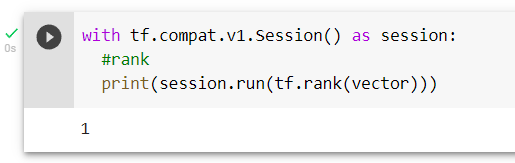 with tf.compat.v1.Session() as session:
  #rank
  print(session.run(tf.rank(vector)))
0s
1